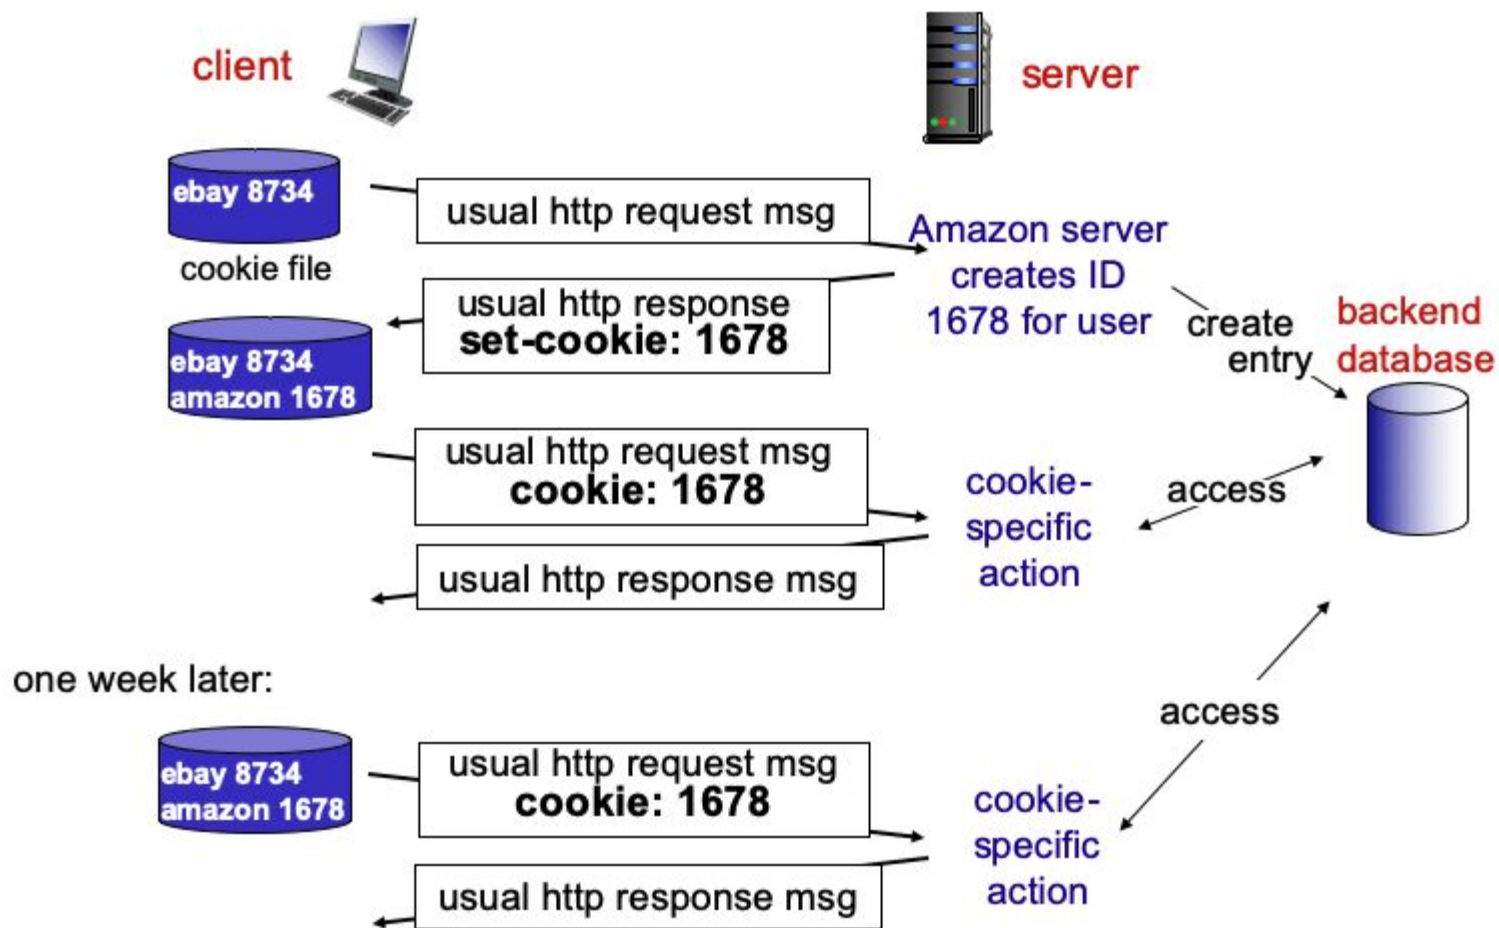 client
server
ebay 8734
usual http request msg
cookie file
Amazon server
creates ID
1678 for user
usual http response
set-cookie: 1678
create
entry
backend
database
ebay 8734
amazon 1678
usual http request msg
cookie: 1678
cookie-
specific
action
access
usual http response msg
one week later:
access
ebay 8734
amazon 1678
usual http request msg
cookie: 1678
cookie-
specific
action
usual http response msg